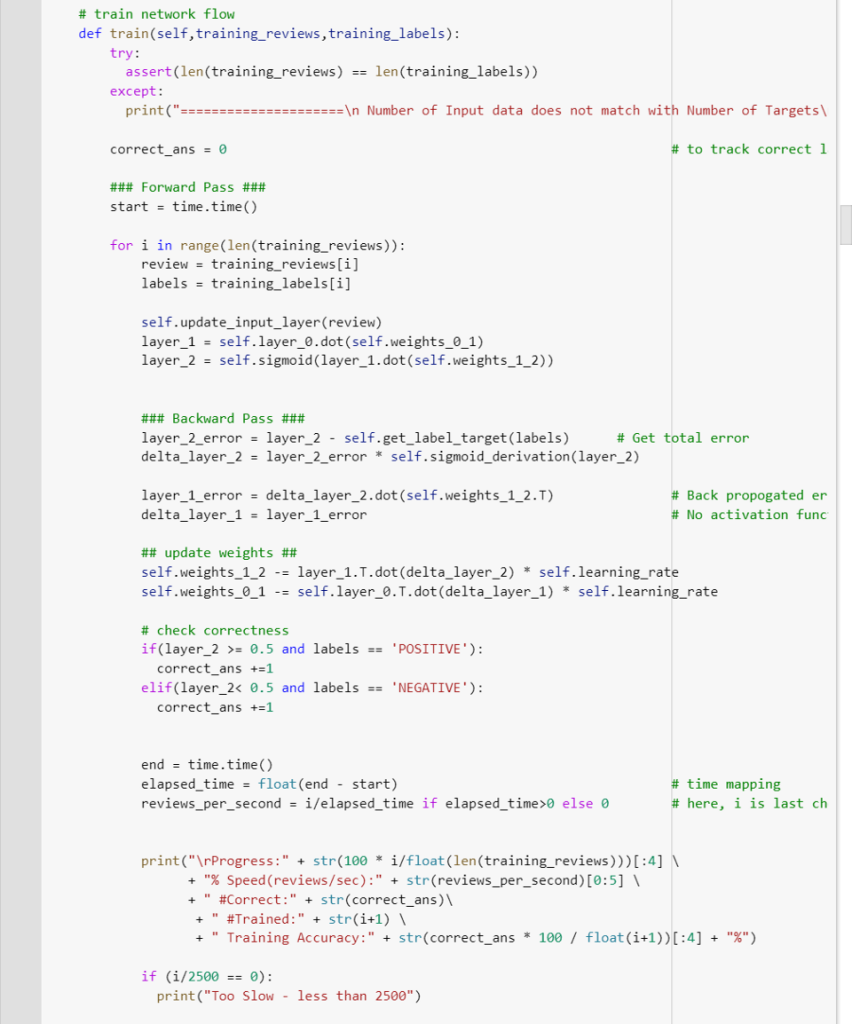 # train network flow
def train(self,training_reviews,training_labels):
try:
assert(len(training_reviews) == len(training_labels))
except:
print("=====================\n Number of Input data does not match with Number of Targets\
correct_ans = 0 # to track correct l
### Forward Pass ###
start = time.time()
for i in range(len(training_reviews)):
review = training_reviews[i]
labels = training_labels[i]
self.update_input_layer(review)
layer_1 = self.layer_0.dot(self.weights_0_1)
layer_2 = self.sigmoid(layer_1.dot(self.weights_1_2))
### Backward Pass ###
layer_2_error = layer_2 - self.get_label_target(labels) # Get total error
delta_layer_2 = layer_2_error * self.sigmoid_derivation(layer_2)
layer_1_error = delta_layer_2.dot(self.weights_1_2.T) # Back propogated er
delta_layer_1 = layer_1_error # No activation func
## update weights ##
self.weights_1_2 -= layer_1.T.dot(delta_layer_2) * self.learning_rate
self.weights_0_1 -= self.layer_0.T.dot(delta_layer_1) * self.learning_rate
# check correctness
if(layer_2 >= 0.5 and labels == 'POSITIVE'):
correct_ans +=1
elif(layer_2< 0.5 and labels == 'NEGATIVE'):
correct_ans +=1
end = time.time()
elapsed_time = float(end - start) # time mapping
reviews_per_second = i/elapsed_time if elapsed_time>0 else 0 # here, i is last ch
print("\rProgress:" + str(100 * i/float(len(training_reviews)))[:4] \
+ "% Speed(reviews/sec):" + str(reviews_per_second)[0:5] \
+ " #Correct:" + str(correct_ans)\
+ " #Trained:" + str(i+1) \
+ " Training Accuracy:" + str(correct_ans * 100 / float(i+1))[:4] + "%")
if (i/2500 == 0):
print("Too Slow - less than 2500")